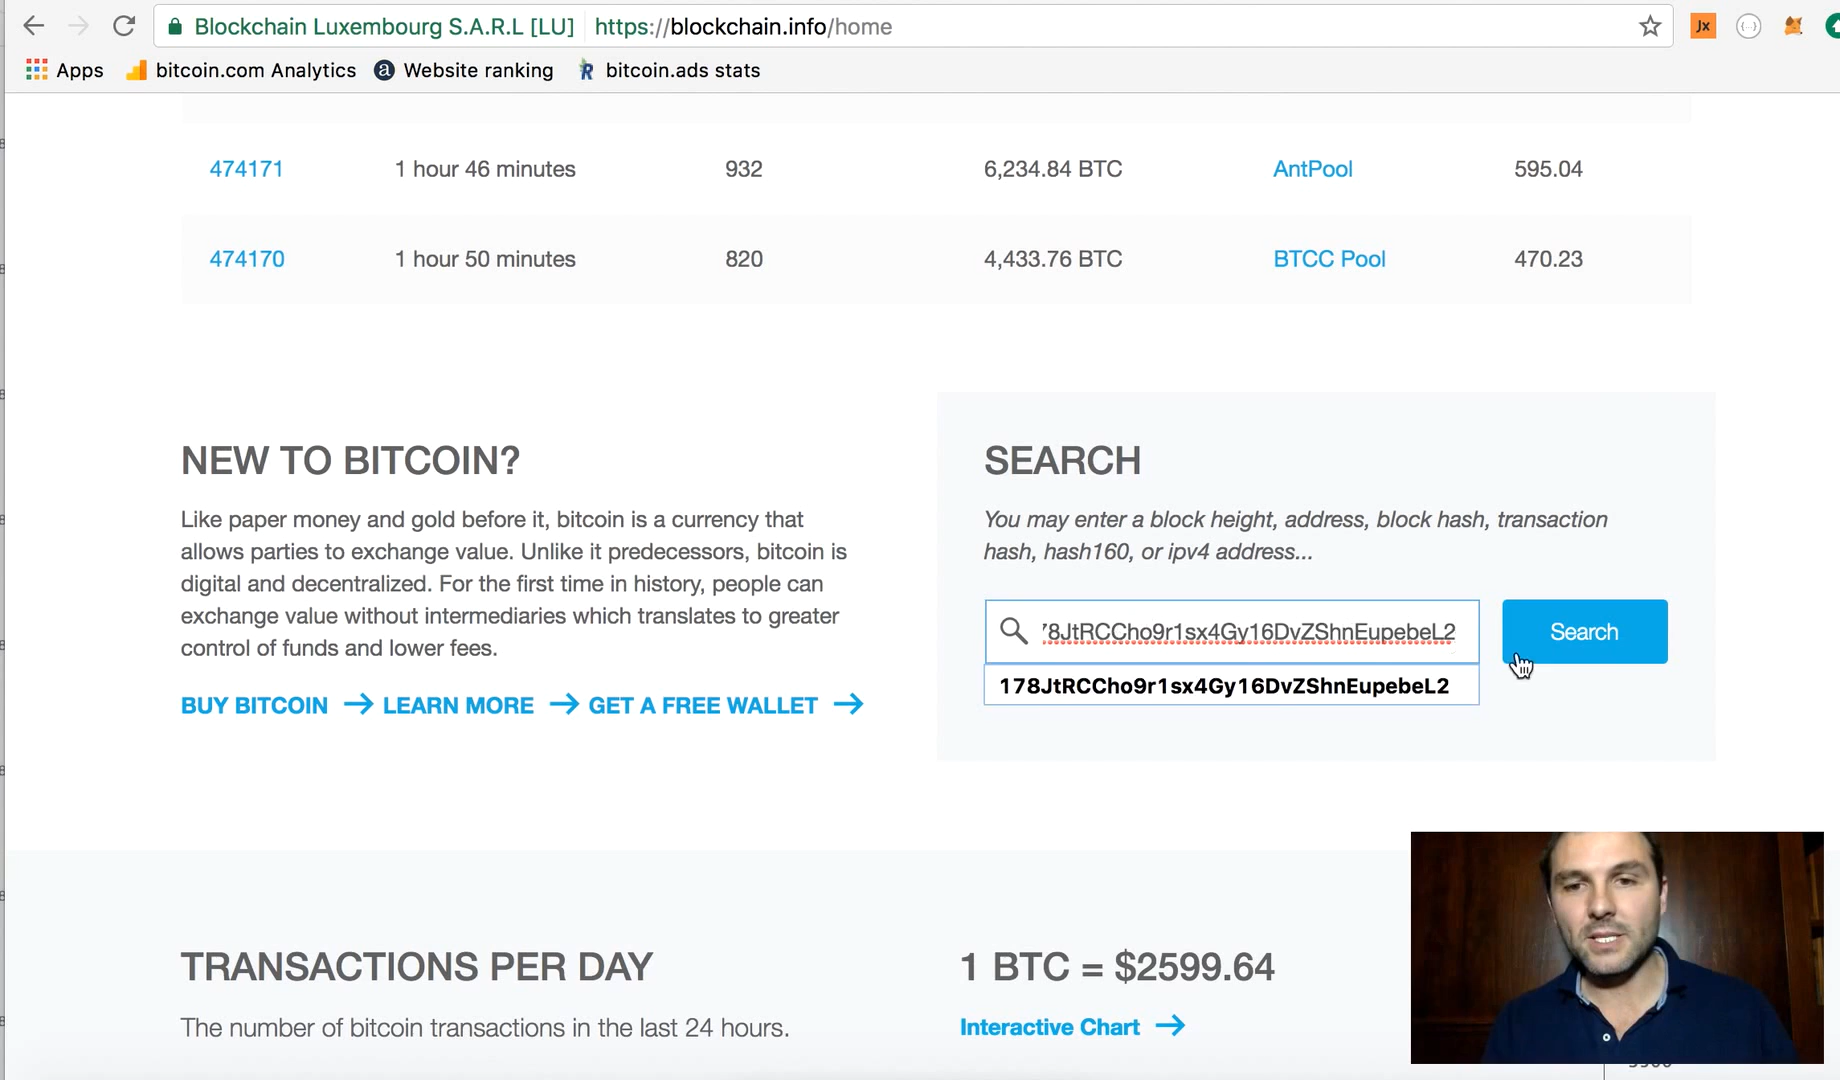 Blockchain Luxembourg S.A.R.L [LU] https://blockchain.info/home
Jx
Apps bitcoin.com Analytics a Website ranking R bitcoin.ads stats
474171 1 hour 46 minutes 932 6,234.84 BTC AntPool 595.04
474170 1 hour 50 minutes 820 4,433.76 BTC BTCC Pool 470.23
NEW TO BITCOIN?
Like paper money and gold before it, bitcoin is a currency that
allows parties to exchange value. Unlike it predecessors, bitcoin is
digital and decentralized. For the first time in history, people can
exchange value without intermediaries which translates to greater
control of funds and lower fees.
BUY BITCOIN → LEARN MORE → GET A FREE WALLET →
SEARCH
You may enter a block height, address, block hash, transaction
hash, hash160, or ipv4 address...
78JtRCCho9r1sx4Gy16DvZShnEupebeL2 Search
178JtRCCho9r1sx4Gy16DvZShnEupebeL2
TRANSACTIONS PER DAY
The number of bitcoin transactions in the last 24 hours.
1 BTC = $2599.64
Interactive Chart →